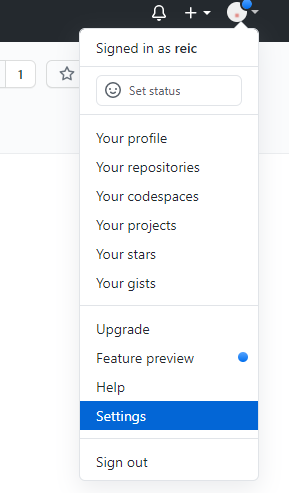 Signed in as reic
1
Set status
Your profile
Your repositories
Your codespaces
Your projects
Your stars
Your gists
Upgrade
Feature preview
Help
Settings
Sign out